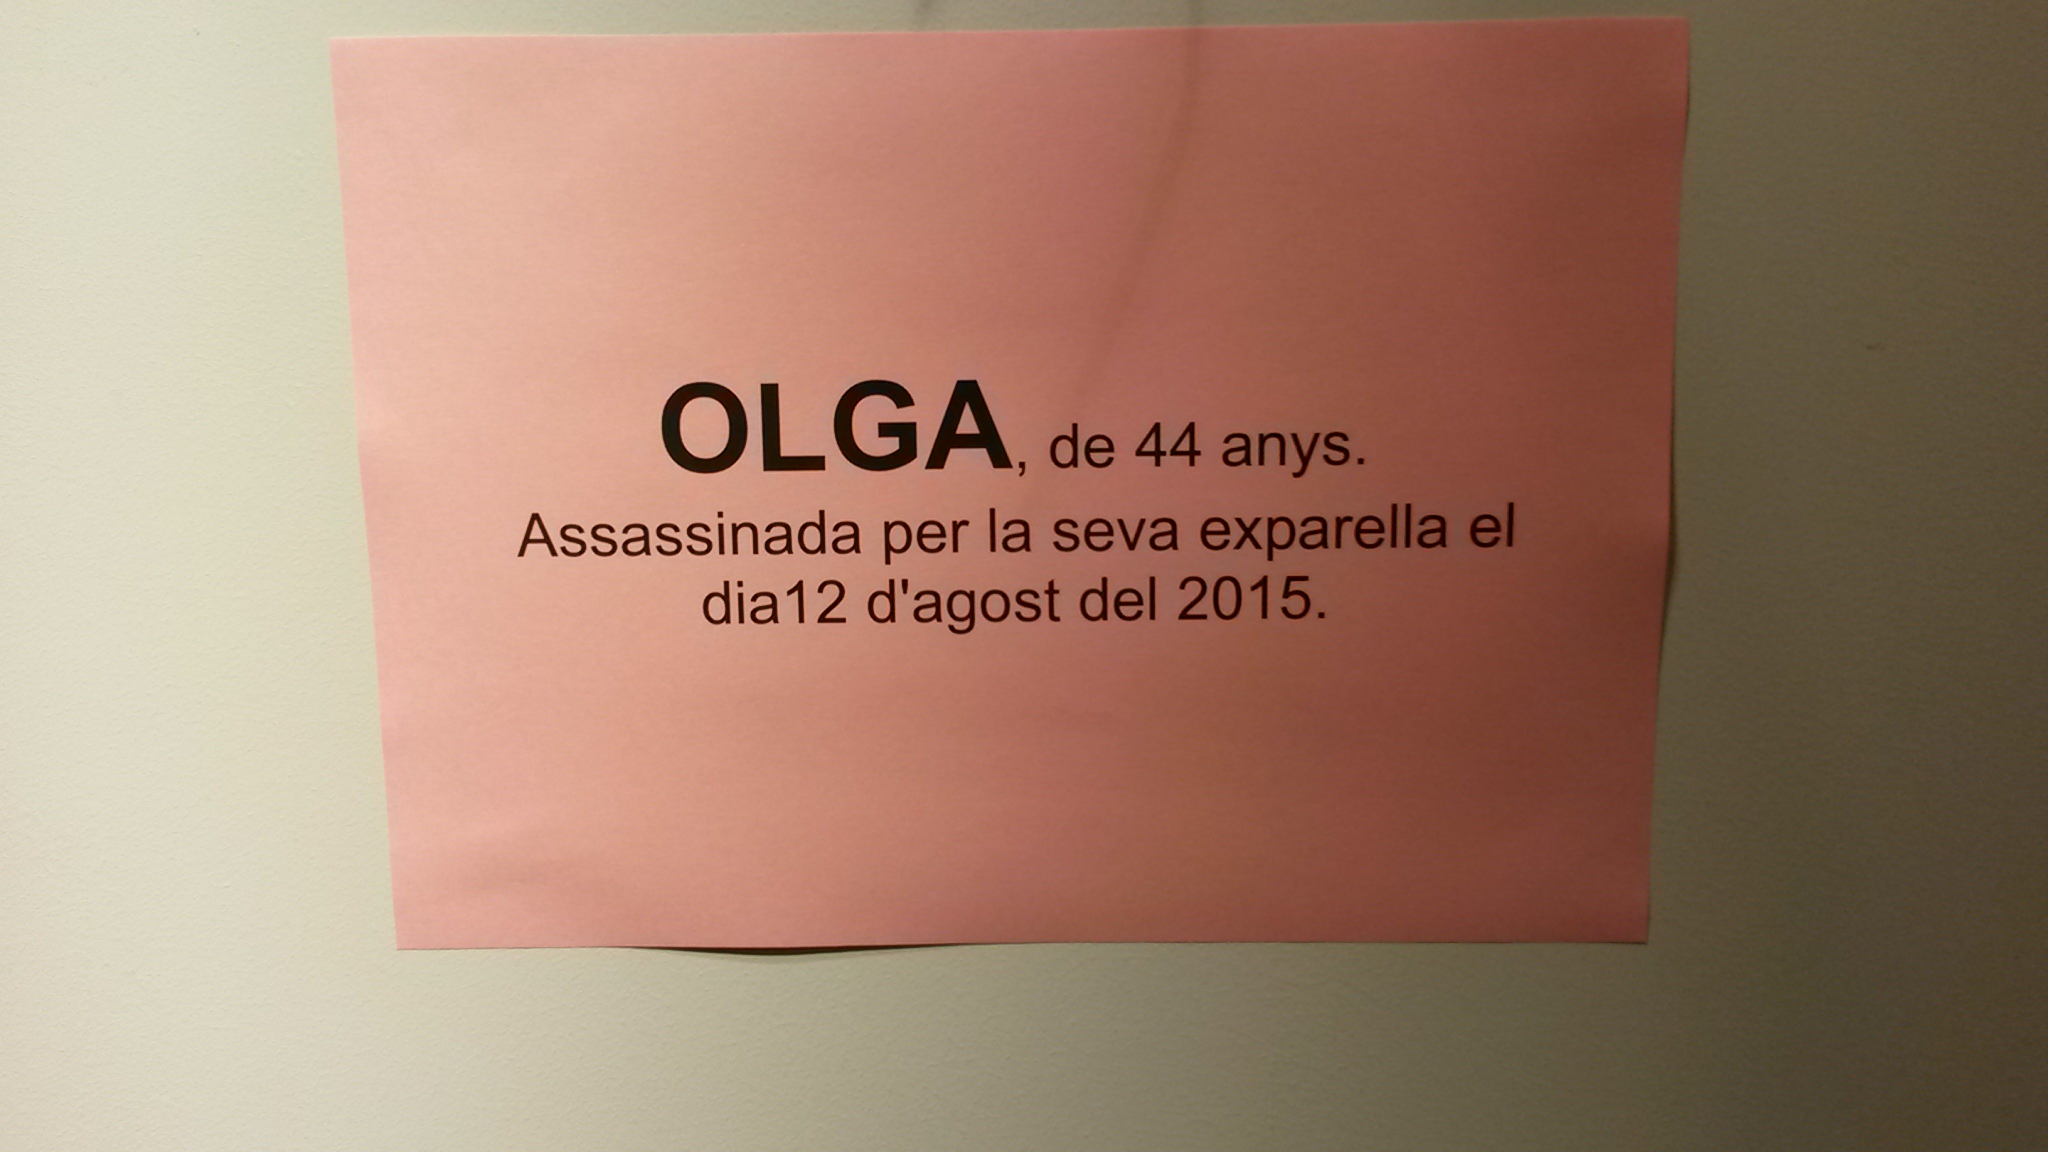 OLGA, de 44 anys.
Assassinada per la seva exparella el
dia12 d'agost del 2015.